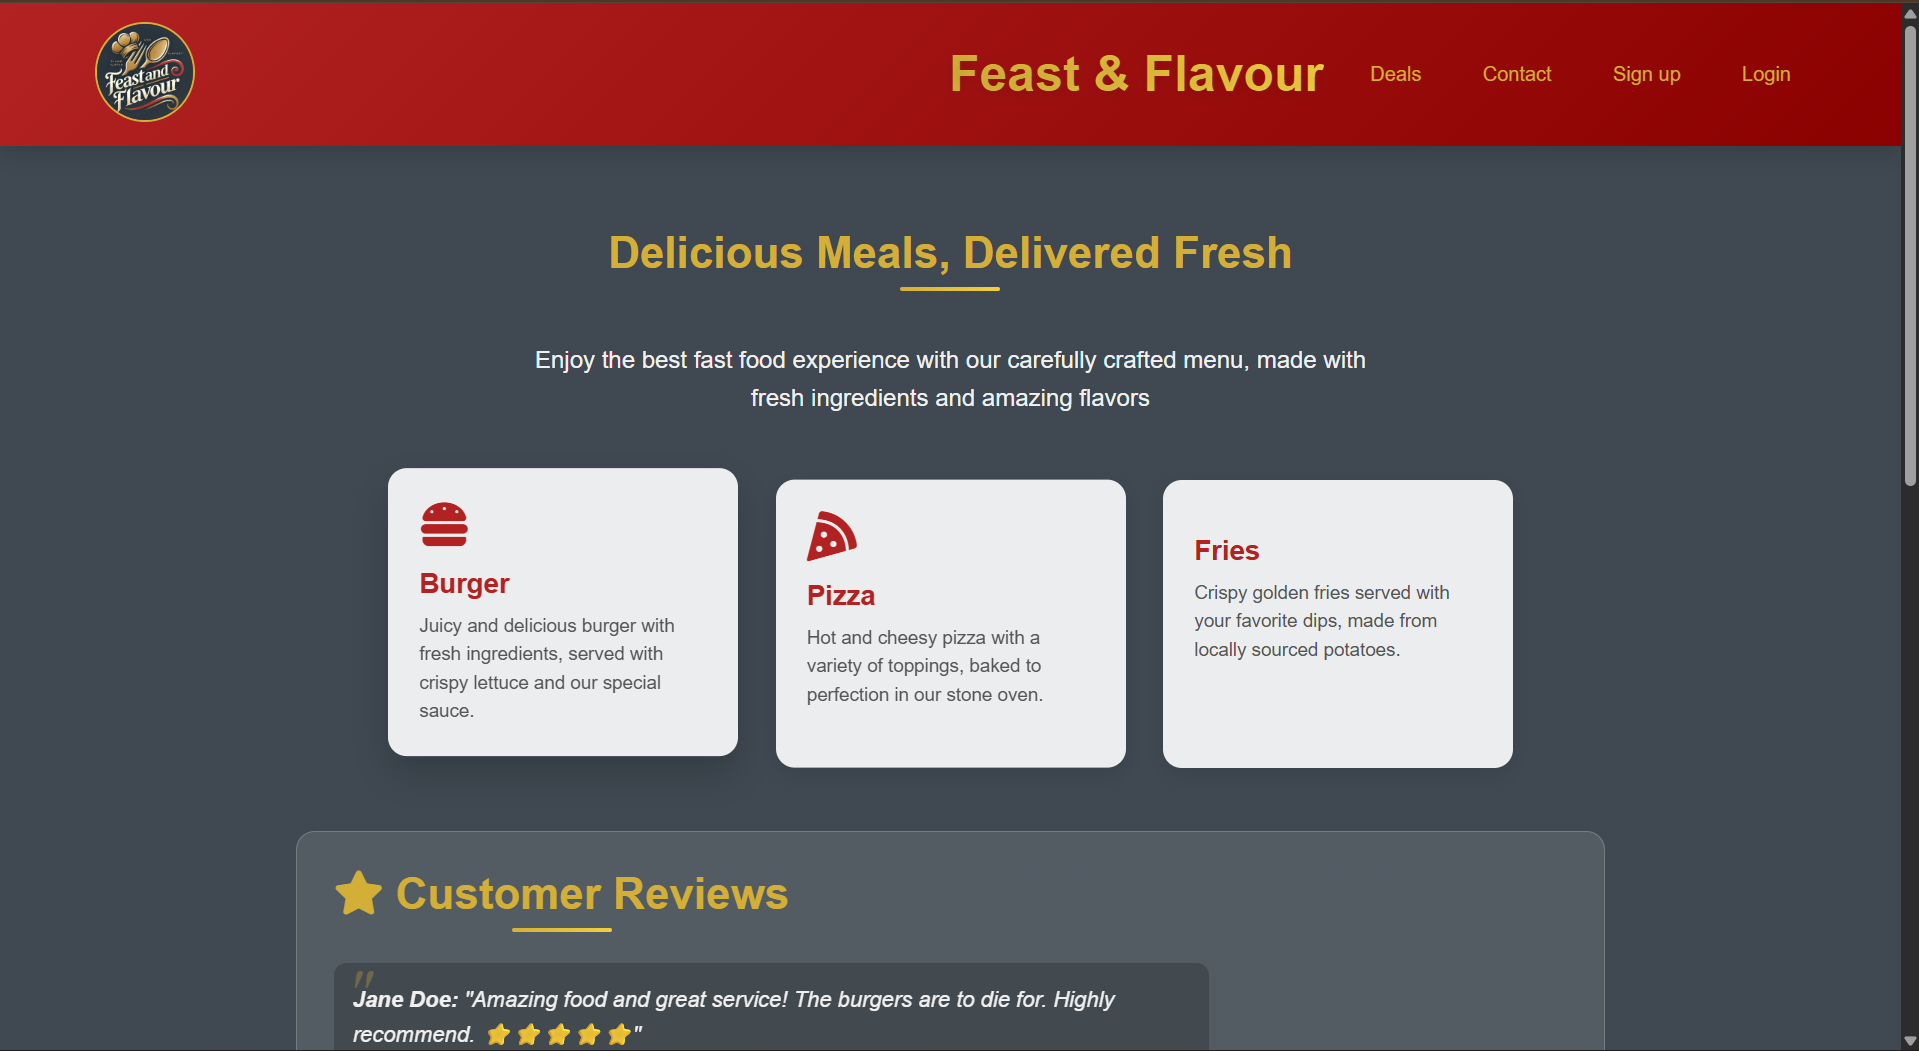 Feast and
Flavour
Feast & Flavour
Deals
Contact
Sign up
Login
Delicious Meals, Delivered Fresh
Enjoy the best fast food experience with our carefully crafted menu, made with
fresh ingredients and amazing flavors
Burger
Juicy and delicious burger with
fresh ingredients, served with
crispy lettuce and our special
sauce.
Pizza
Hot and cheesy pizza with a
variety of toppings, baked to
perfection in our stone oven.
Fries
Crispy golden fries served with
your favorite dips, made from
locally sourced potatoes.
Customer Reviews
"
Jane Doe: "Amazing food and great service! The burgers are to die for. Highly
recommend. ⭐⭐⭐⭐⭐"